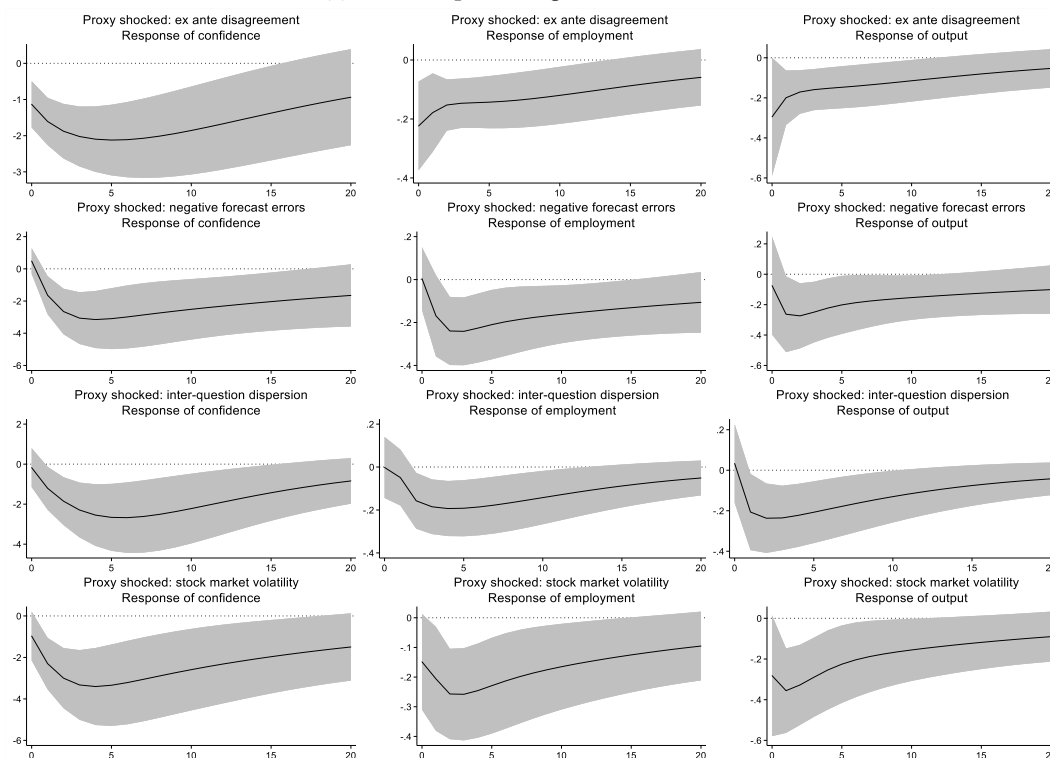 Proxy shocked: ex ante disagreement
Response of confidence
0
-1
-2
-3
0 5 10 15 20
Proxy shocked: ex ante disagreement
Response of employment
0
-.2
-.4
0 5 10 15 20
Proxy shocked: ex ante disagreement
Response of output
0
-.2
-.4
-.6
0 5 10 15
Proxy shocked: negative forecast errors
Response of confidence
2
0
-2
-4
-6
0 5 10 15 20
Proxy shocked: negative forecast errors
Response of employment
.2
0
-.2
-.4
0 5 10 15 20
Proxy shocked: negative forecast errors
Response of output
.2
0
-.2
-.4
-.6
0 5 10 15
Proxy shocked: inter-question dispersion
Response of confidence
2
0
-2
-4
0 5 10 15 20
Proxy shocked: inter-question dispersion
Response of employment
.2
0
-.2
-.4
0 5 10 15 20
Proxy shocked: inter-question dispersion
Response of output
.2
0
-.2
-.4
0 5 10 15
Proxy shocked: stock market volatility
Response of confidence
0
-2
-4
-6
0 5 10 15 20
Proxy shocked: stock market volatility
Response of employment
0
-.1
-.2
-.3
-.4
0 5 10 15 20
Proxy shocked: stock market volatility
Response of output
0
-.2
-.4
-.6
0 5 10 15